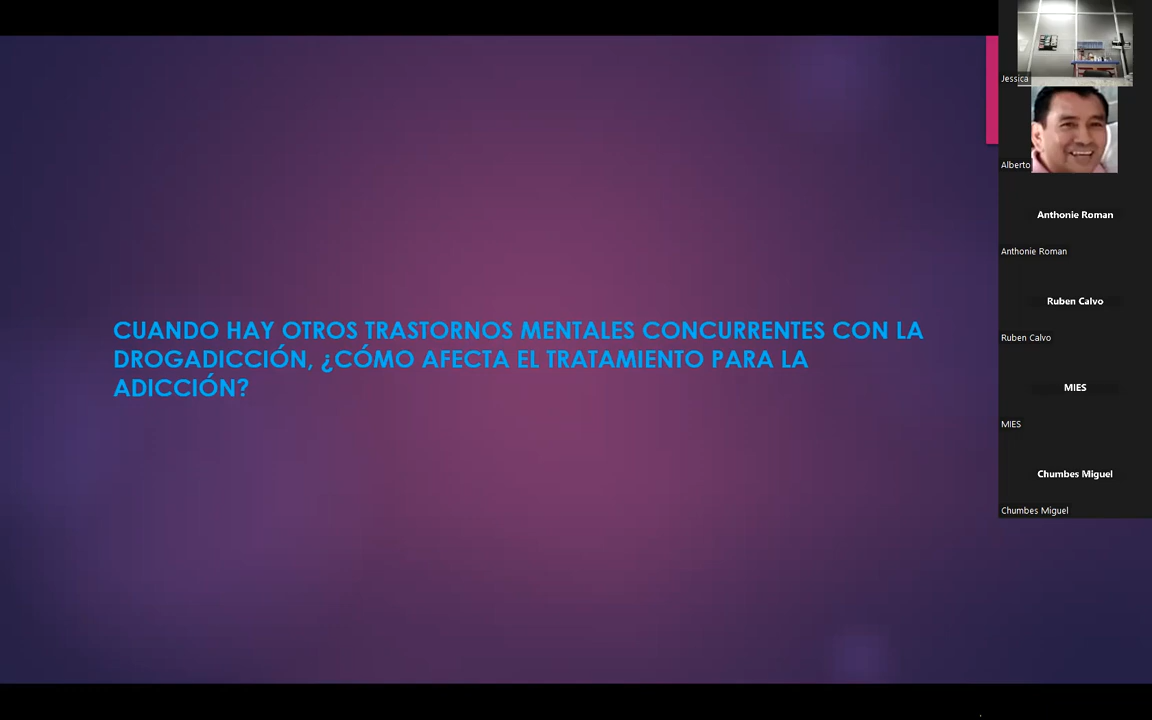 CUANDO HAY OTROS TRASTORNOS MENTALES CONCURRENTES CON LA
DROGADICCIÓN, ¿CÓMO AFECTA EL TRATAMIENTO PARA LA
ADICCIÓN?
Jessica
Alberto
Anthonie Roman
Anthonie Roman
Ruben Calvo
Ruben Calvo
MIES
MIES
Chumbes Miguel
Chumbes Miguel